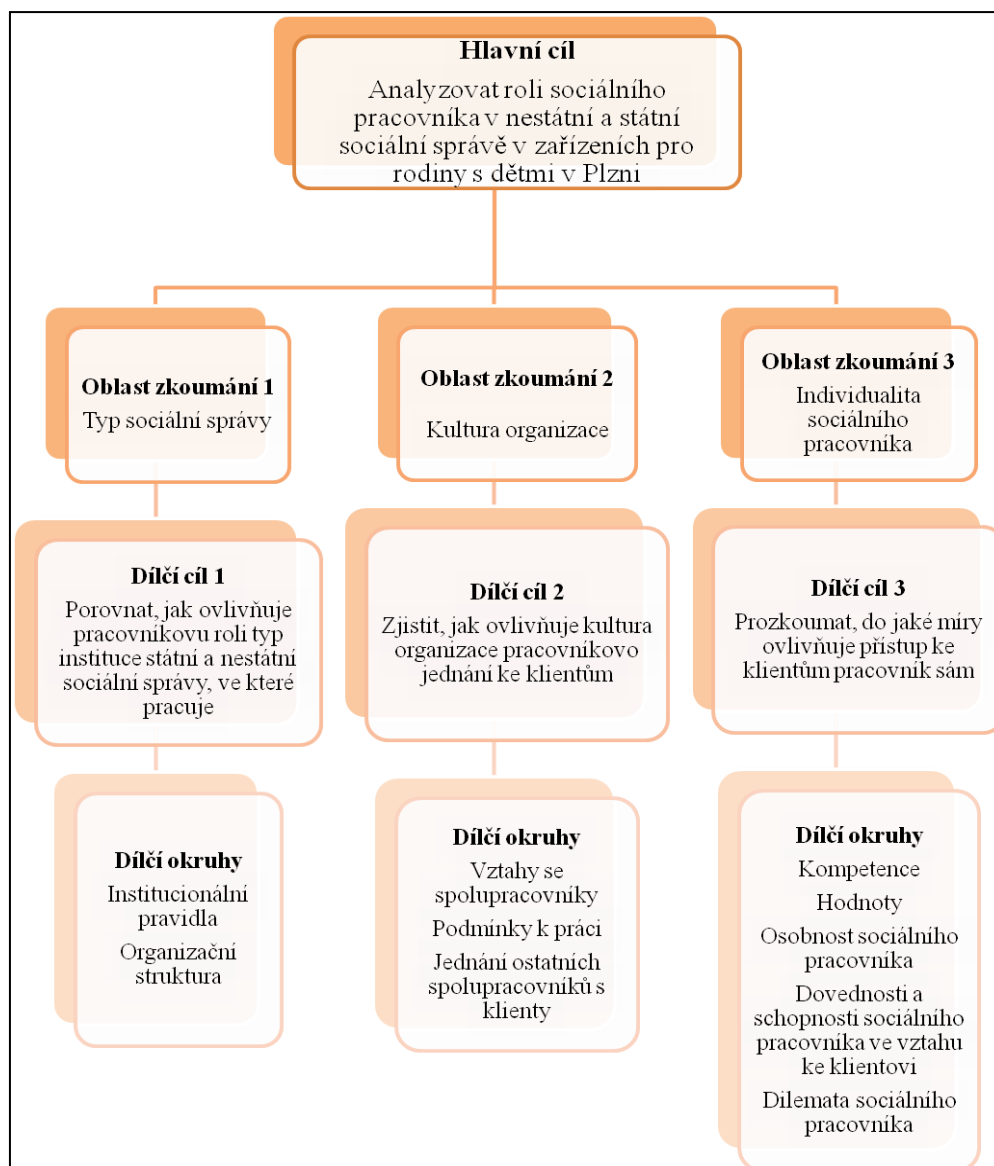 Hlavní cíl
Analyzovat roli sociálního
pracovníka v nestátní a státní
sociální správě v zařízeních pro
rodiny s dětmi v Plzni
Oblast zkoumání 1
Typ sociální správy
Oblast zkoumání 2
Kultura organizace
Oblast zkoumání 3
Individualita
sociálního
pracovníka
Dílčí cíl 1
Porovnat, jak ovlivňuje
pracovníkovu roli typ
instituce státní a nestátní
sociální správy, ve které
pracuje
Dílčí cíl 2
Zjistit, jak ovlivňuje kultura
organizace pracovníkovo
jednání ke klientům
Dílčí cíl 3
Prozkoumat, do jaké míry
ovlivňuje přístup ke
klientům pracovník sám
Dílčí okruhy
Institucionální
pravidla
Organizační
struktura
Dílčí okruhy
Vztahy se
spolupracovníky
Podmínky k práci
Jednání ostatních
spolupracovníků s
klienty
Dílčí okruhy
Kompetence
Hodnoty
Osobnost sociálního
pracovníka
Dovednosti a
schopnosti sociálního
pracovníka ve vztahu
ke klientovi
Dilemata sociálního
pracovníka